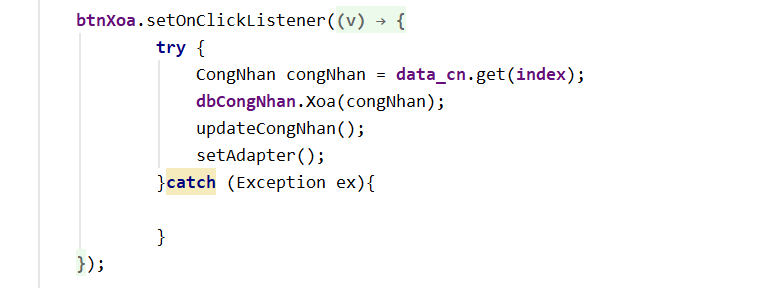 btnXoa.setOnClickListener((v) → {
try {
CongNhan congNhan = data_cn.get(index);
dbCongNhan.Xoa(congNhan);
updateCongNhan();
setAdapter();
}catch (Exception ex){
}
});